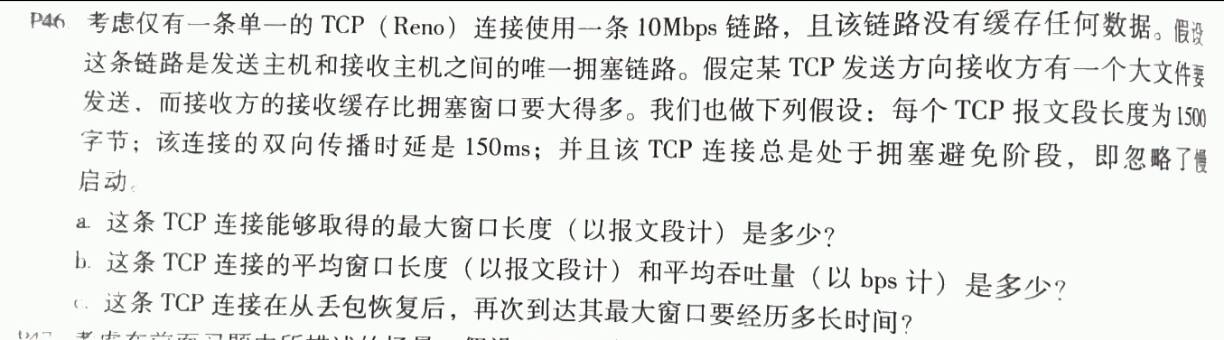 P46 考虑仅有一条单一的 TCP（Reno）连接使用一条 10Mbps 链路，且该链路没有缓存任何数据。假设
这条链路是发送主机和接收主机之间的唯一拥塞链路。假定某 TCP 发送方向接收方有一个大文件要
发送，而接收方的接收缓存比拥塞窗口要大得多。我们也做下列假设：每个 TCP 报文段长度为1500
字节；该连接的双向传播时延是 150ms；并且该 TCP 连接总是处于拥塞避免阶段，即忽略了慢
启动。
a. 这条 TCP 连接能够取得的最大窗口长度（以报文段计）是多少？
b. 这条 TCP 连接的平均窗口长度（以报文段计）和平均吞吐量（以 bps 计）是多少？
c. 这条 TCP 连接在从丢包恢复后，再次到达其最大窗口要经历多长时间？